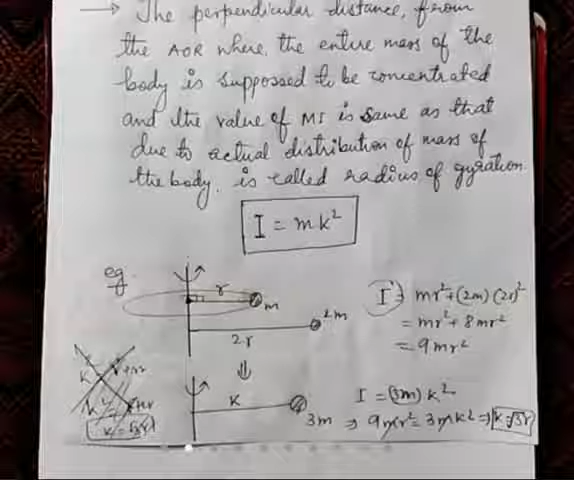 → The perpendicular distance, from
the AOR where the entire mass of the
body is supposed to be concentrated
and the value of MI is same as that
due to actual distribution of mass of
the body. is called radius of gyration.
I = mk²
eg.
r
m
2m
2r
⇓
K
3m
I = mr² + (2m)(2r)²
= mr² + 8mr²
= 9mr²
I = (3m) k²
⇒ 9mr² = 3mk² ⇒ k = √3r